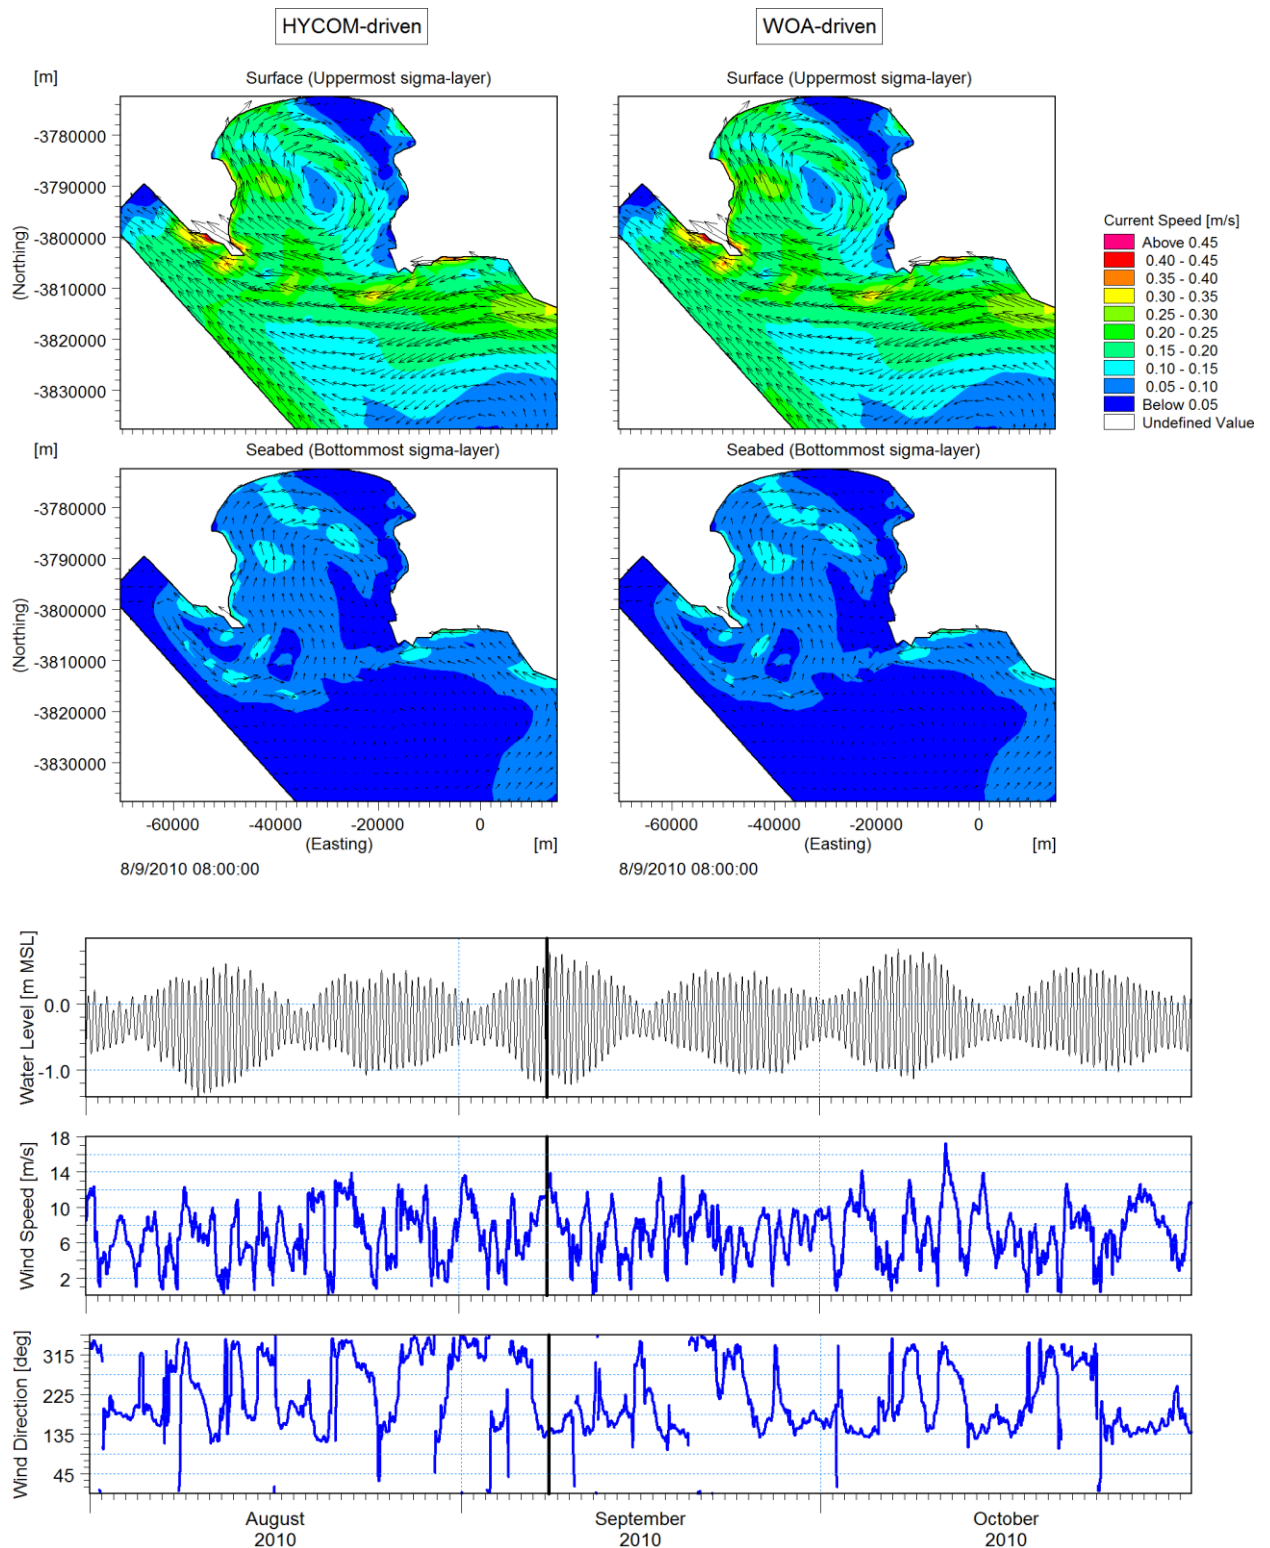 HYCOM-driven
WOA-driven
[m]
Surface (Uppermost sigma-layer)
Surface (Uppermost sigma-layer)
-3780000
-3790000
-3800000
-3810000
-3820000
-3830000
(Northing)
Current Speed [m/s]
Above 0.45
0.40 - 0.45
0.35 - 0.40
0.30 - 0.35
0.25 - 0.30
0.20 - 0.25
0.15 - 0.20
0.10 - 0.15
0.05 - 0.10
Below 0.05
Undefined Value
[m]
Seabed (Bottommost sigma-layer)
Seabed (Bottommost sigma-layer)
-3780000
-3790000
-3800000
-3810000
-3820000
-3830000
(Northing)
-60000 -40000 -20000 0
-60000 -40000 -20000 0
(Easting) [m]
(Easting) [m]
8/9/2010 08:00:00
8/9/2010 08:00:00
Water Level [m MSL]
0.0
-1.0
Wind Speed [m/s]
18
14
10
6
2
Wind Direction [deg]
315
225
135
45
August
2010
September
2010
October
2010